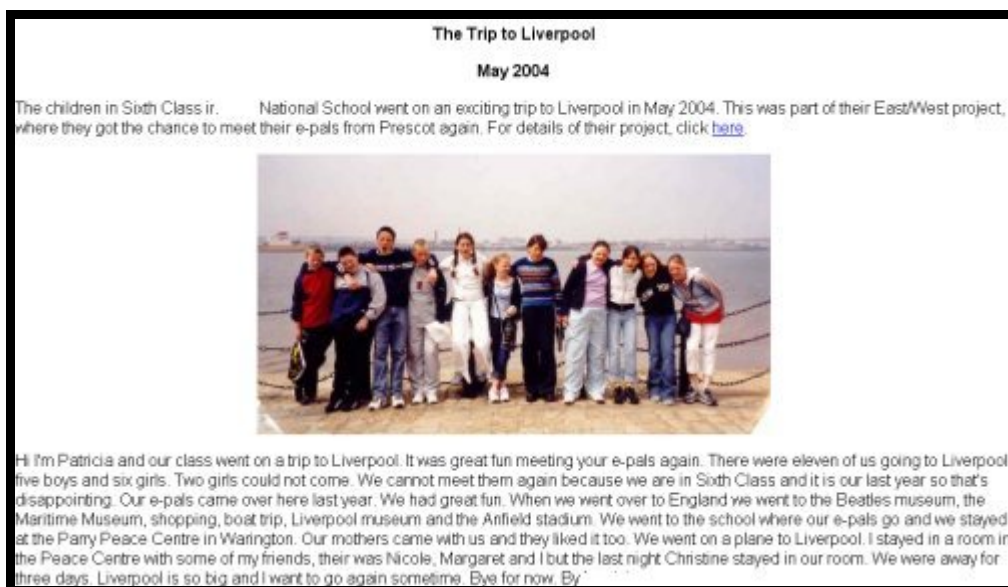 The Trip to Liverpool
May 2004
The children in Sixth Class ir. National School went on an exciting trip to Liverpool in May 2004. This was part of their East/West project,
where they got the chance to meet their e-pals from Prescot again. For details of their project, click here.
Hi I'm Patricia and our class went on a trip to Liverpool. It was great fun meeting your e-pals again. There were eleven of us going to Liverpool
five boys and six girls. Two girls could not come. We cannot meet them again because we are in Sixth Class and it is our last year so that's
disappointing. Our e-pals came over here last year. We had great fun. When we went over to England we went to the Beatles museum, the
Maritime Museum, shopping, boat trip, Liverpool museum and the Anfield stadium. We went to the school where our e-pals go and we stayed
at the Parry Peace Centre in Warington. Our mothers came with us and they liked it too. We went on a plane to Liverpool. I stayed in a room in
the Peace Centre with some of my friends, their was Nicole, Margaret and I but the last night Christine stayed in our room. We were away for
three days. Liverpool is so big and I want to go again sometime. Bye for now. By